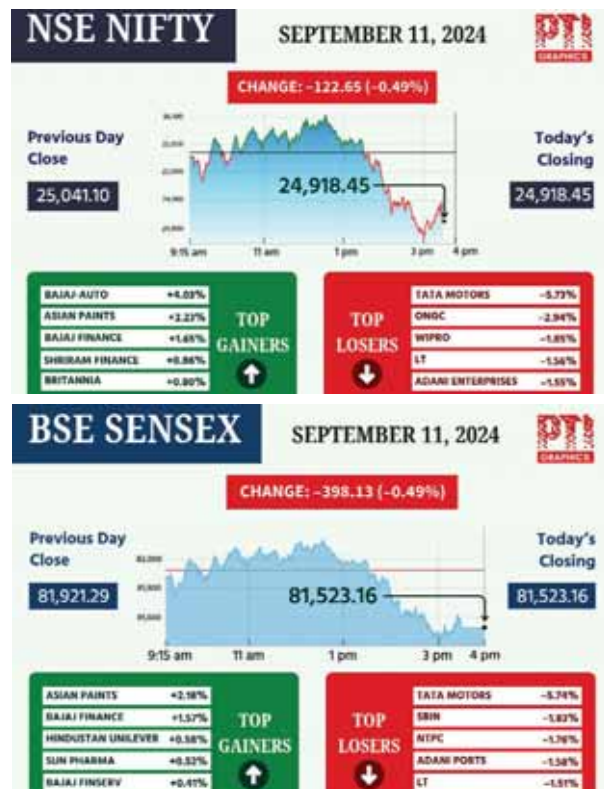 NSE NIFTY
SEPTEMBER 11, 2024
PTI
GRAPHICS
CHANGE: –122.65 (–0.49%)
Previous Day
Close
25,041.10
Today's
Closing
24,918.45
24,918.45
9:15 am 11 am 1 pm 3 pm 4 pm
BAJAJ-AUTO +4.03%
ASIAN PAINTS +2.23%
BAJAJ FINANCE +1.65%
SHRIRAM FINANCE +0.86%
BRITANNIA +0.80%
TOP
GAINERS
TOP
LOSERS
TATA MOTORS –5.73%
ONGC –2.94%
WIPRO –1.85%
LT –1.56%
ADANI ENTERPRISES –1.55%
BSE SENSEX
SEPTEMBER 11, 2024
PTI
GRAPHICS
CHANGE: –398.13 (–0.49%)
Previous Day
Close
81,921.29
Today's
Closing
81,523.16
81,523.16
9:15 am 11 am 1 pm 3 pm 4 pm
ASIAN PAINTS +2.18%
BAJAJ FINANCE +1.57%
HINDUSTAN UNILEVER +0.58%
SUN PHARMA +0.52%
BAJAJ FINSERV +0.41%
TOP
GAINERS
TOP
LOSERS
TATA MOTORS –5.74%
SBIN –1.83%
NTPC –1.76%
ADANI PORTS –1.58%
LT –1.51%